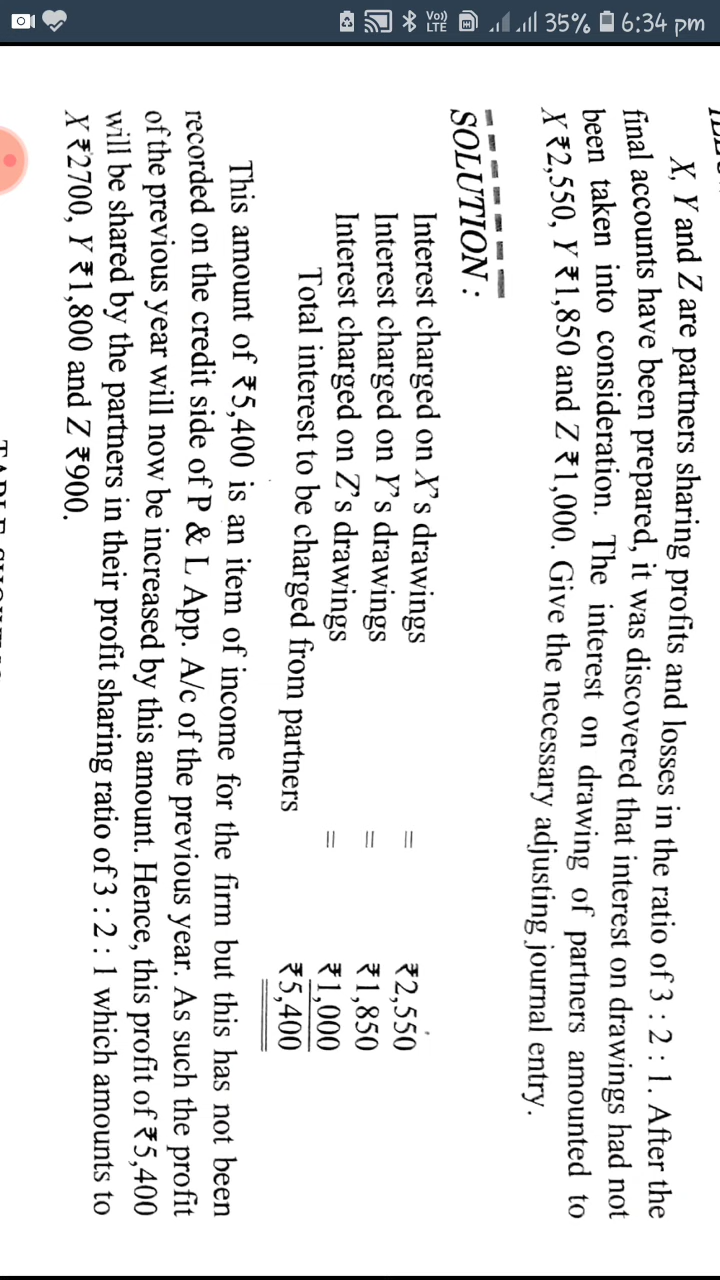 Vo)) LTE 35% 6:34 pm
X, Y and Z are partners sharing profits and losses in the ratio of 3 : 2 : 1. After the
final accounts have been prepared, it was discovered that interest on drawings had not
been taken into consideration. The interest on drawing of partners amounted to
X ₹2,550, Y ₹1,850 and Z ₹1,000. Give the necessary adjusting journal entry.
SOLUTION :
Interest charged on X's drawings = ₹2,550
Interest charged on Y's drawings = ₹1,850
Interest charged on Z's drawings = ₹1,000
Total interest to be charged from partners ₹5,400
This amount of ₹5,400 is an item of income for the firm but this has not been
recorded on the credit side of P & L App. A/c of the previous year. As such the profit
of the previous year will now be increased by this amount. Hence, this profit of ₹5,400
will be shared by the partners in their profit sharing ratio of 3 : 2 : 1 which amounts to
X ₹2700, Y ₹1,800 and Z ₹900.